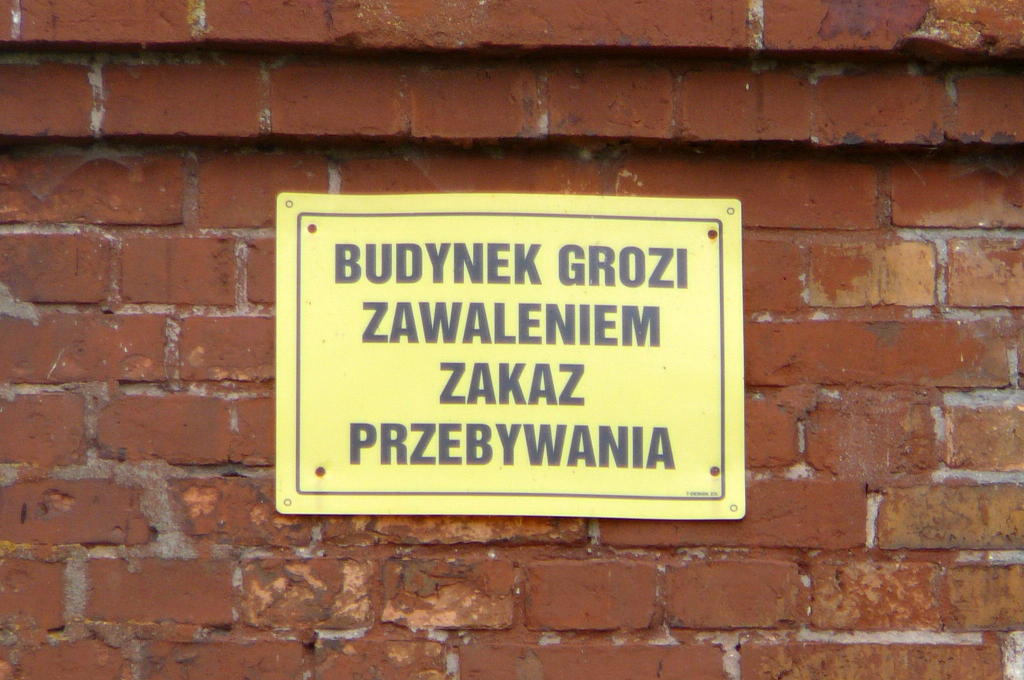 BUDYNEK GROZI
ZAWALENIEM
ZAKAZ
PRZEBYWANIA